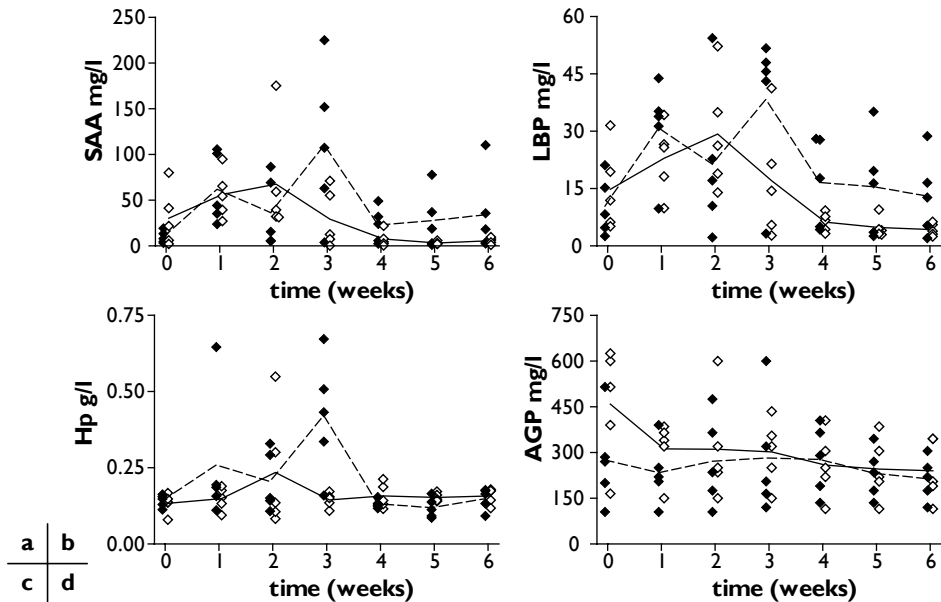 250
200
150
100
50
0
SAA mg/l
0 1 2 3 4 5 6
time (weeks)
60
45
30
15
0
LBP mg/l
0 1 2 3 4 5 6
time (weeks)
0.75
0.50
0.25
0.00
Hp g/l
0 1 2 3 4 5 6
time (weeks)
750
600
450
300
150
0
AGP mg/l
0 1 2 3 4 5 6
time (weeks)
a b
c d